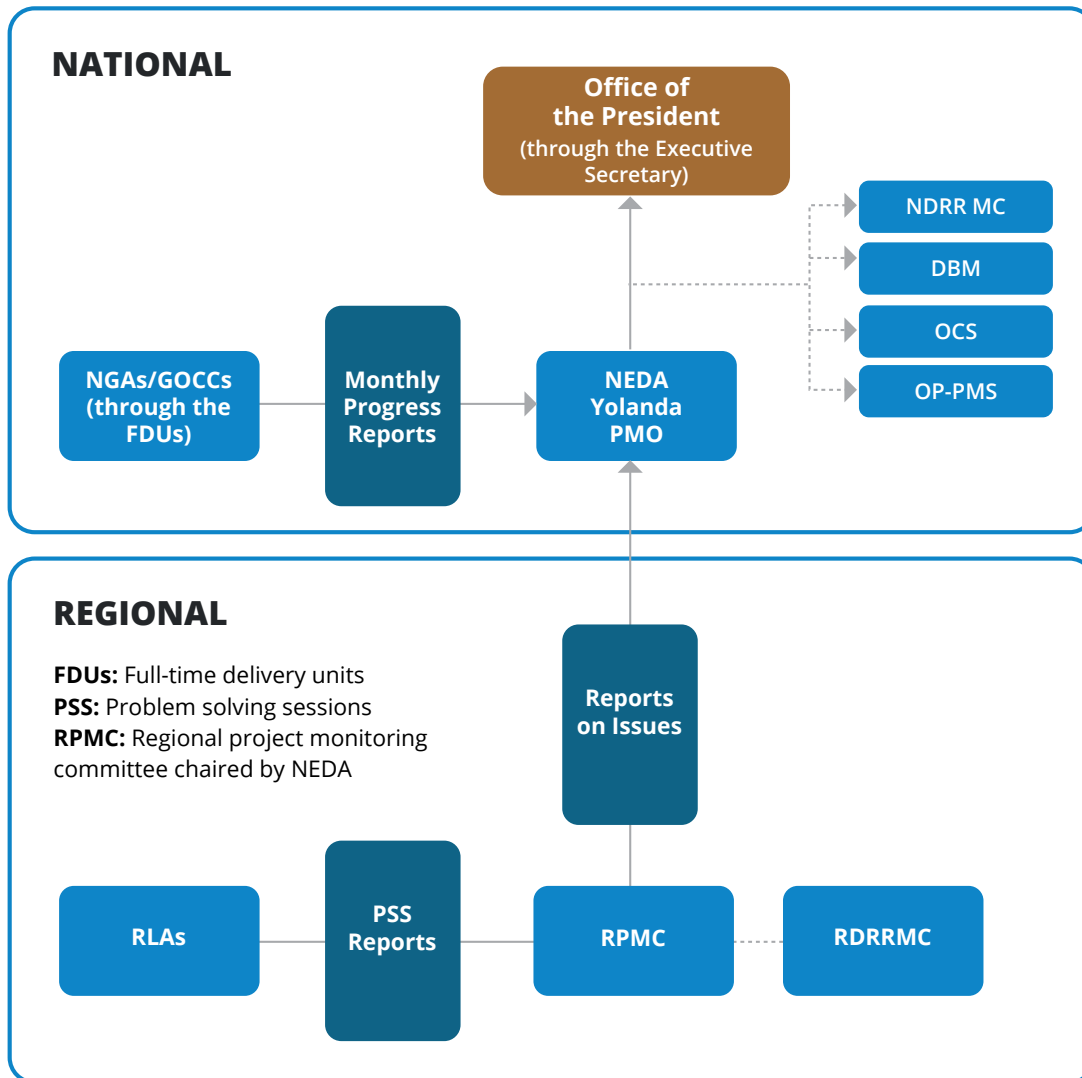 NATIONAL
Office of
the President
(through the Executive
Secretary)
NDRR MC
DBM
OCS
OP-PMS
NGAs/GOCCs
(through the
FDUs)
Monthly
Progress
Reports
NEDA
Yolanda
PMO
REGIONAL
FDUs: Full-time delivery units
PSS: Problem solving sessions
RPMC: Regional project monitoring
committee chaired by NEDA
Reports
on Issues
RLAs
PSS
Reports
RPMC
RDRRMC